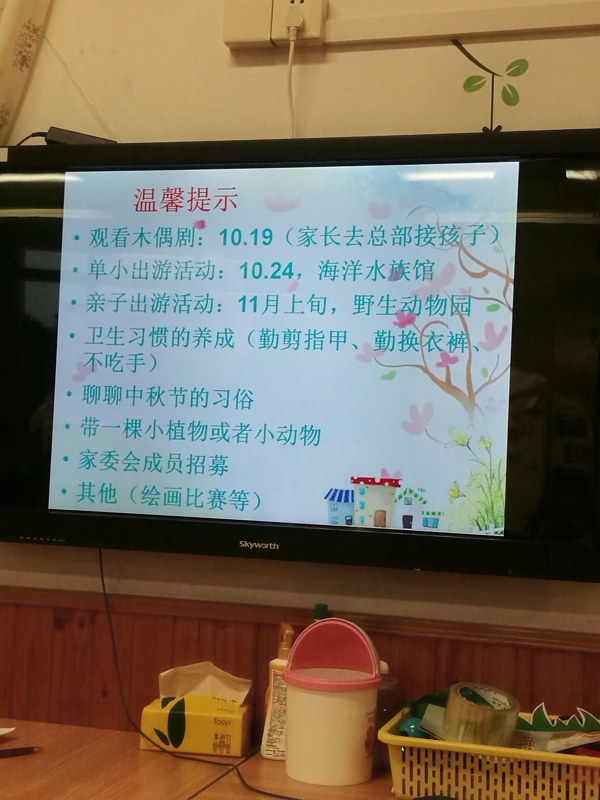 温馨提示
• 观看木偶剧：10.19（家长去总部接孩子）
• 单小出游活动：10.24，海洋水族馆
• 亲子出游活动：11月上旬，野生动物园
• 卫生习惯的养成（勤剪指甲、勤换衣裤、
不吃手）
• 聊聊中秋节的习俗
• 带一棵小植物或者小动物
• 家委会成员招募
• 其他（绘画比赛等）
Skyworth